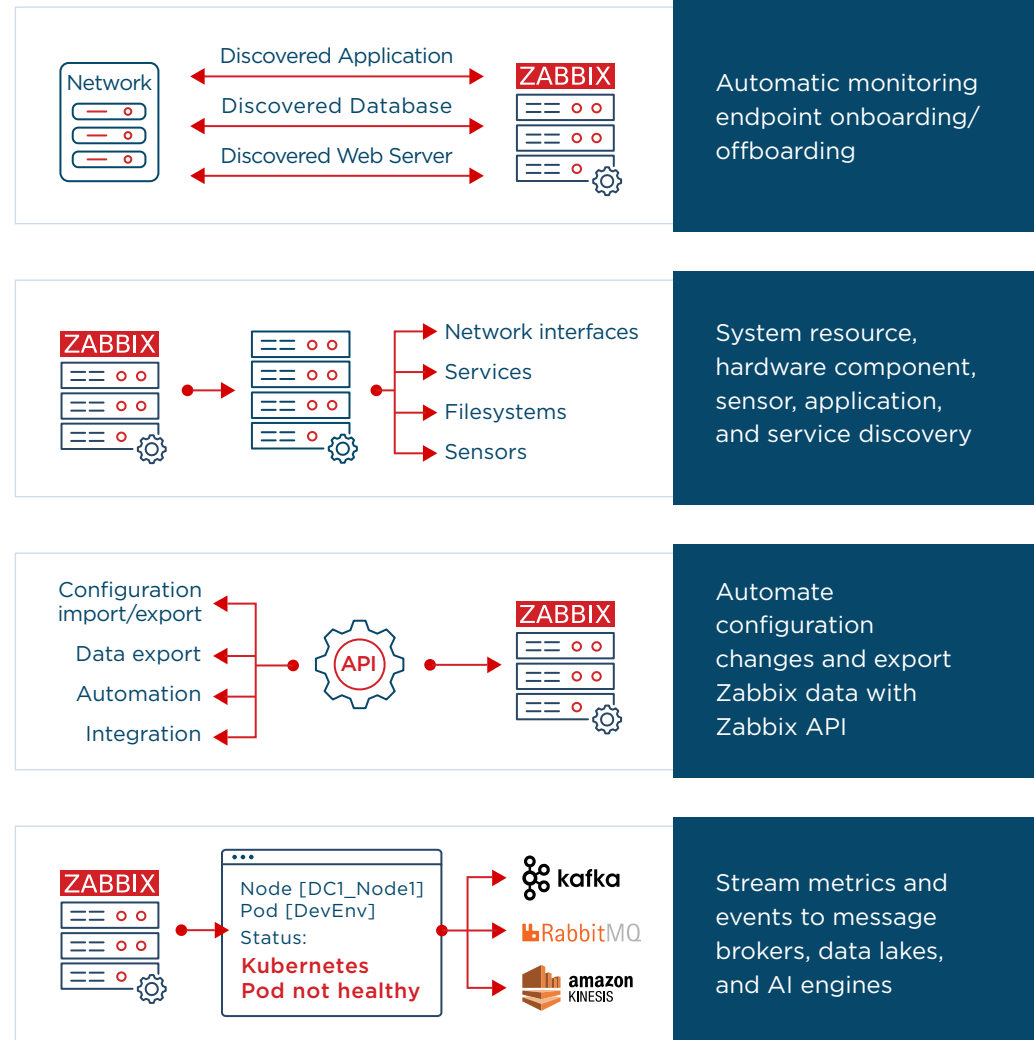 Network
Discovered Application
Discovered Database
Discovered Web Server
ZABBIX
Automatic monitoring
endpoint onboarding/
offboarding
ZABBIX
Network interfaces
Services
Filesystems
Sensors
System resource,
hardware component,
sensor, application,
and service discovery
Configuration
import/export
Data export
Automation
Integration
API
ZABBIX
Automate
configuration
changes and export
Zabbix data with
Zabbix API
ZABBIX
Node [DC1_Node1]
Pod [DevEnv]
Status:
Kubernetes
Pod not healthy
kafka
RabbitMQ
amazon
KINESIS
Stream metrics and
events to message
brokers, data lakes,
and AI engines